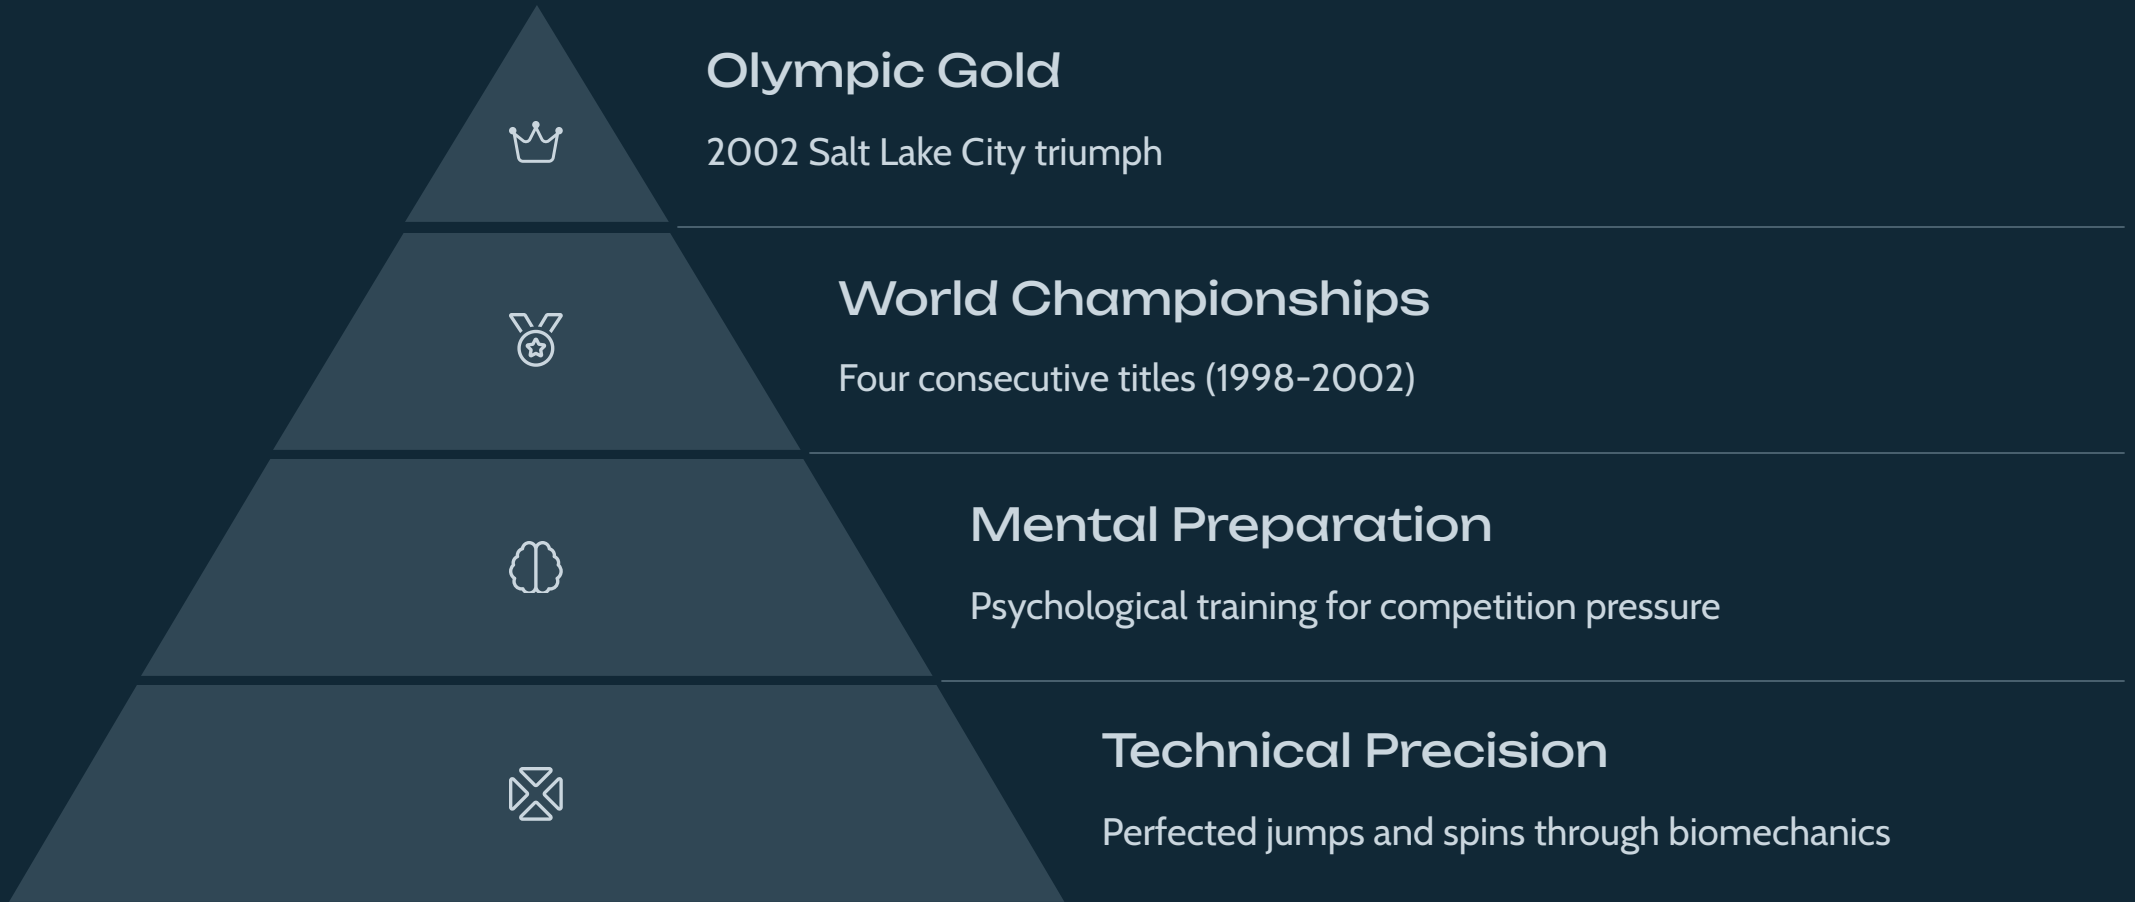 Olympic Gold
2002 Salt Lake City triumph
World Championships
Four consecutive titles (1998-2002)
Mental Preparation
Psychological training for competition pressure
Technical Precision
Perfected jumps and spins through biomechanics